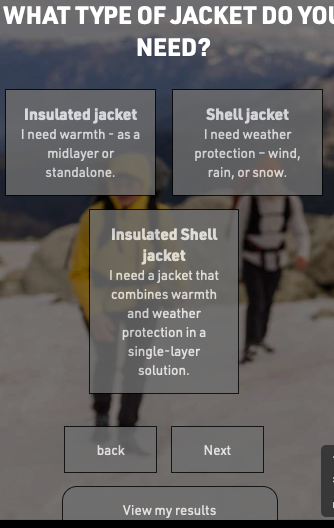 WHAT TYPE OF JACKET DO YOU
NEED?
Insulated jacket
I need warmth - as a
midlayer or
standalone.
Shell jacket
I need weather
protection – wind,
rain, or snow.
Insulated Shell
jacket
I need a jacket that
combines warmth
and weather
protection in a
single-layer
solution.
back
Next
View my results